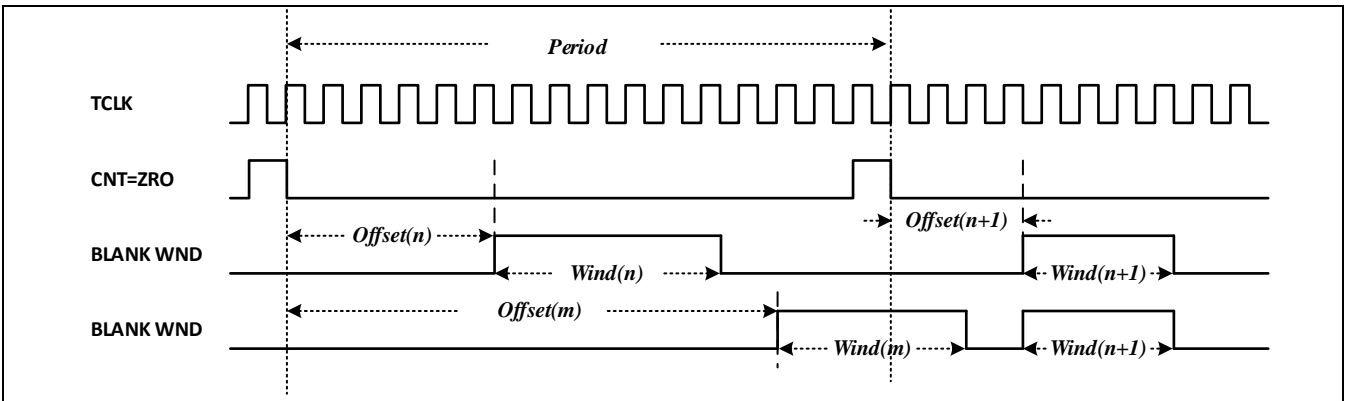 Period
TCLK
CNT=ZRO
Offset(n)
Offset(n+1)
BLANK WND
Wind(n)
Wind(n+1)
Offset(m)
BLANK WND
Wind(m)
Wind(n+1)